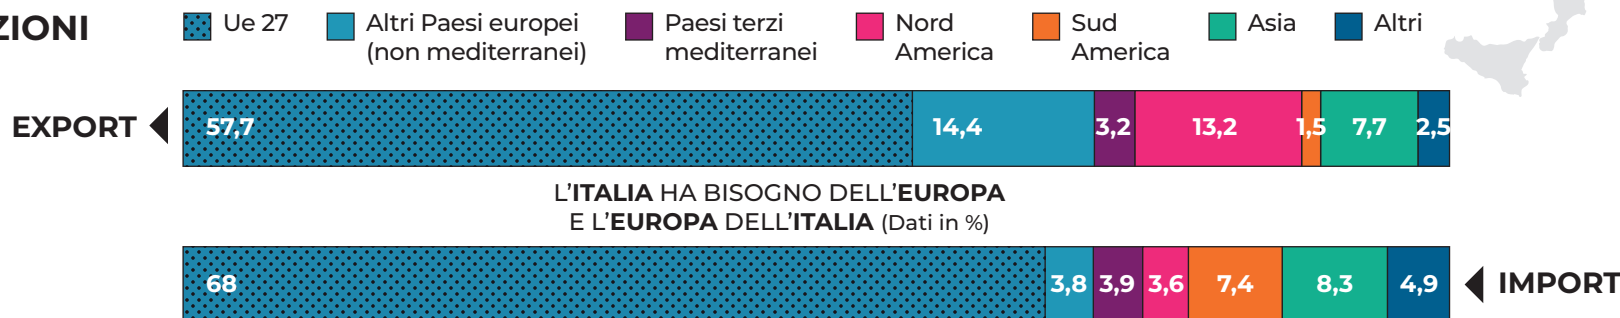 ZIONI
Ue 27
Altri Paesi europei
(non mediterranei)
Paesi terzi
mediterranei
Nord
America
Sud
America
Asia
Altri
EXPORT
57,7
14,4
3,2
13,2
1,5
7,7
2,5
L'ITALIA HA BISOGNO DELL'EUROPA
E L'EUROPA DELL'ITALIA (Dati in %)
68
3,8
3,9
3,6
7,4
8,3
4,9
IMPORT